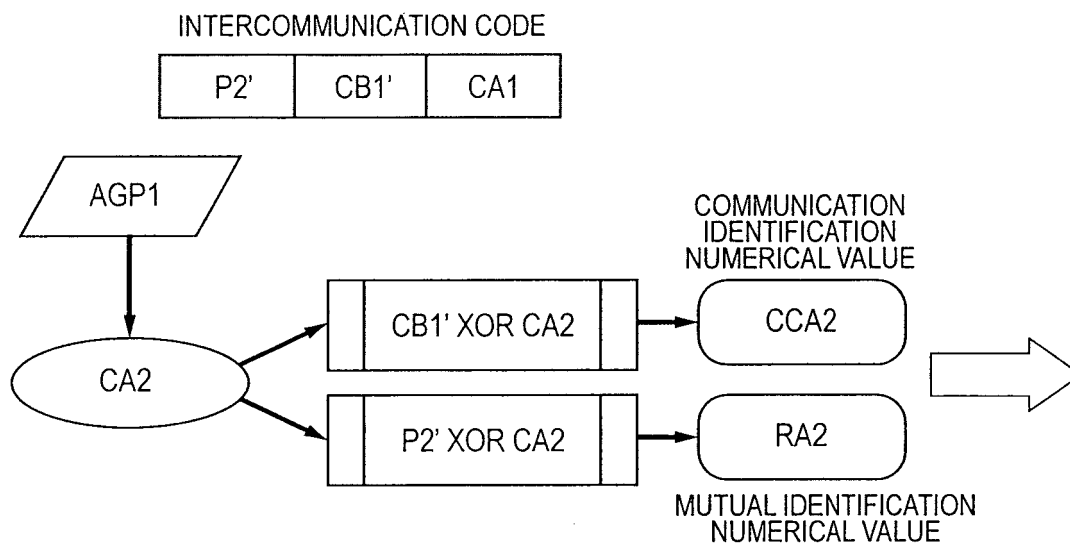 INTERCOMMUNICATION CODE
P2' CB1' CA1
AGP1
COMMUNICATION
IDENTIFICATION
NUMERICAL VALUE
CB1' XOR CA2
CCA2
CA2
P2' XOR CA2
RA2
MUTUAL IDENTIFICATION
NUMERICAL VALUE